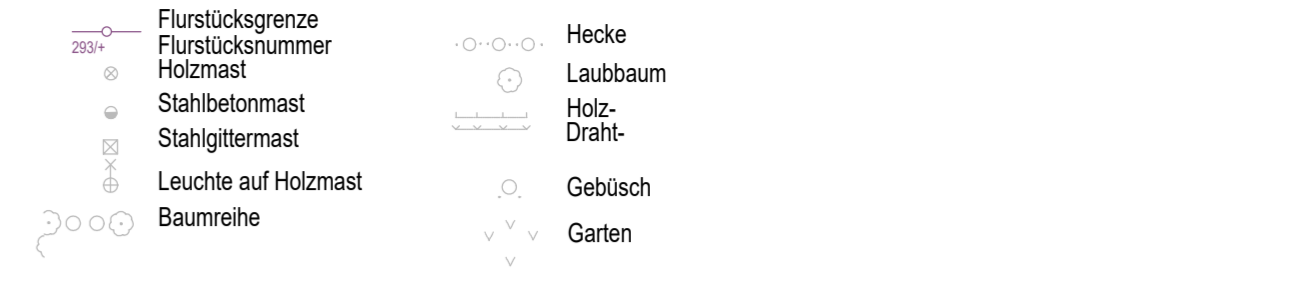 Flurstücksgrenze
293/+
Flurstücksnummer
Holzmast
Stahlbetonmast
Stahlgittermast
Leuchte auf Holzmast
Baumreihe
Hecke
Laubbaum
Holz-
Draht-
Gebüsch
Garten